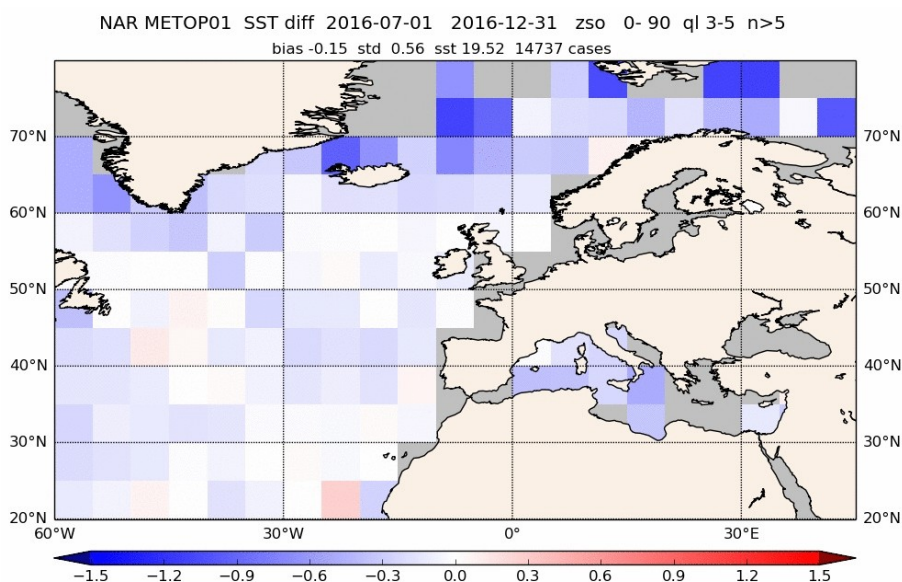 NAR METOP01 SST diff 2016-07-01 2016-12-31 zso 0- 90 ql 3-5 n>5
bias -0.15 std 0.56 sst 19.52 14737 cases
70°N 70°N
60°N 60°N
50°N 50°N
40°N 40°N
30°N 30°N
20°N 20°N
60°W 30°W 0° 30°E
−1.5 −1.2 −0.9 −0.6 −0.3 0.0 0.3 0.6 0.9 1.2 1.5